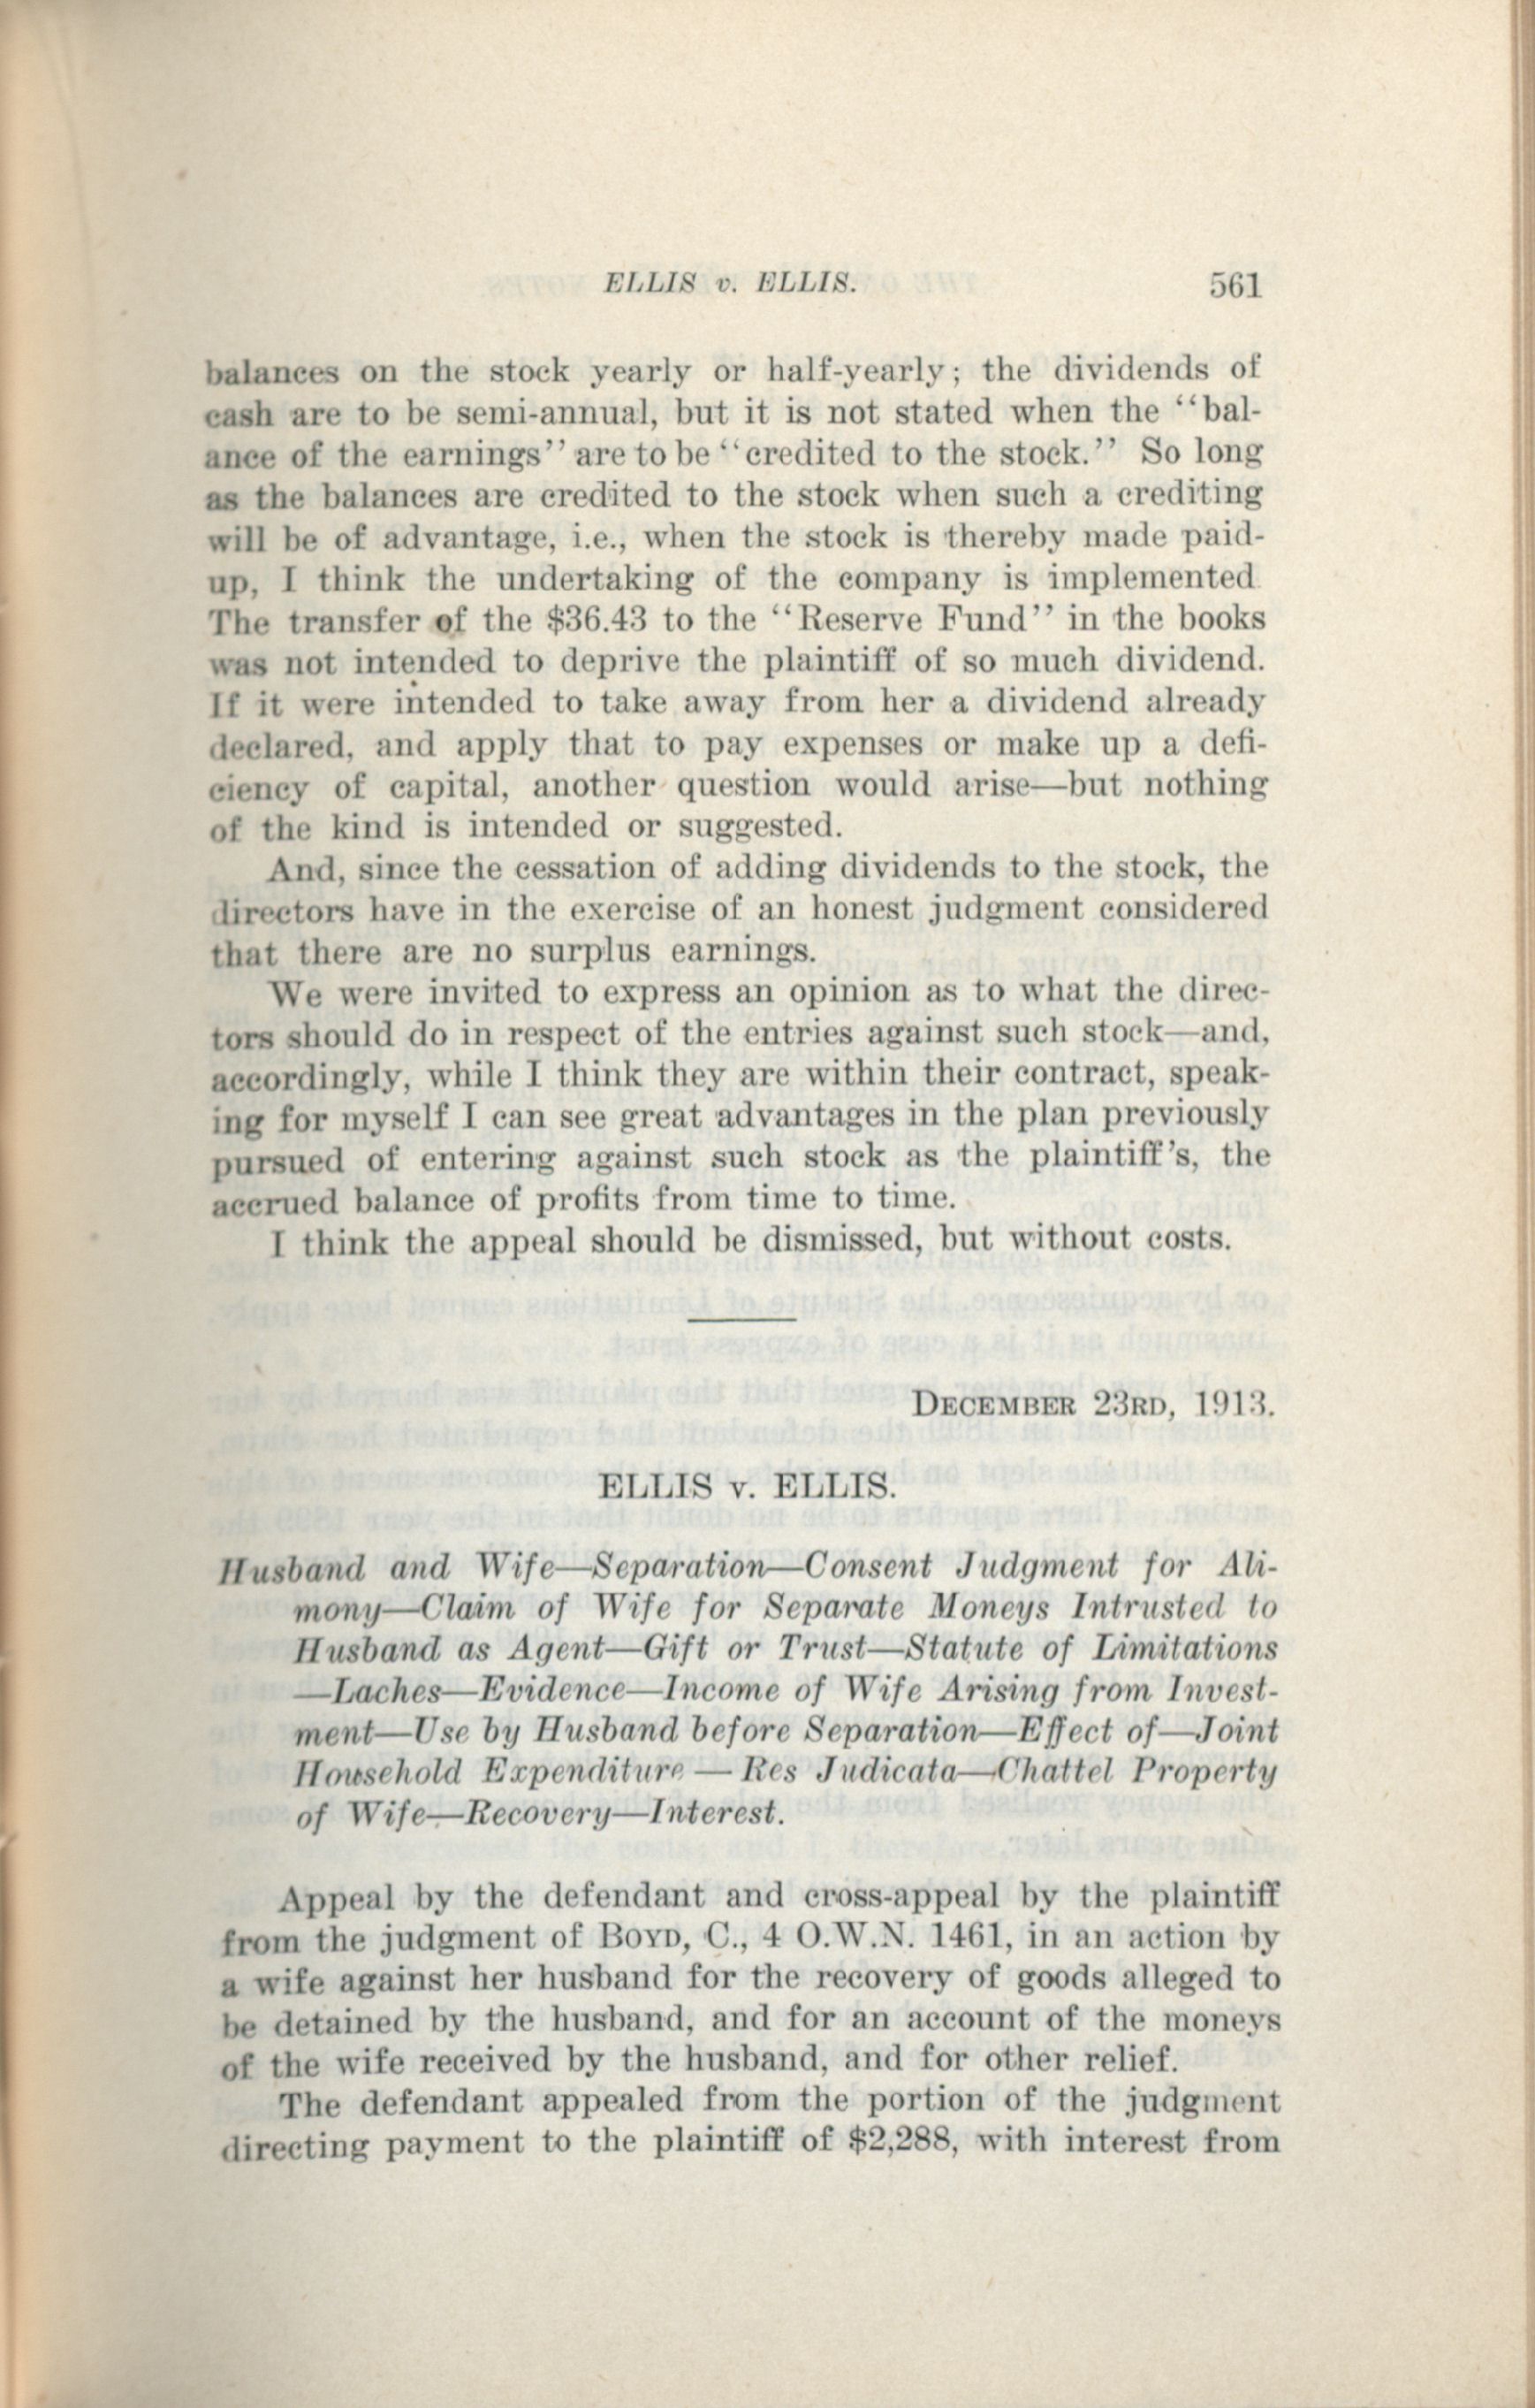 ELLIS v. ELLIS. 561
balances on the stock yearly or half-yearly; the dividends of
cash are to be semi-annual, but it is not stated when the "bal-
ance of the earnings" are to be "credited to the stock." So long
as the balances are credited to the stock when such a crediting
will be of advantage, i.e., when the stock is thereby made paid-
up, I think the undertaking of the company is implemented
The transfer of the $36.43 to the "Reserve Fund" in the books
was not intended to deprive the plaintiff of so much dividend.
If it were intended to take away from her a dividend already
declared, and apply that to pay expenses or make up a defi-
ciency of capital, another question would arise—but nothing
of the kind is intended or suggested.
And, since the cessation of adding dividends to the stock, the
directors have in the exercise of an honest judgment considered
that there are no surplus earnings.
We were invited to express an opinion as to what the direc-
tors should do in respect of the entries against such stock—and,
accordingly, while I think they are within their contract, speak-
ing for myself I can see great advantages in the plan previously
pursued of entering against such stock as the plaintiff's, the
accrued balance of profits from time to time.
I think the appeal should be dismissed, but without costs.
DECEMBER 23RD, 1913.
ELLIS v. ELLIS.
Husband and Wife—Separation—Consent Judgment for Ali-
mony—Claim of Wife for Separate Moneys Intrusted to
Husband as Agent—Gift or Trust—Statute of Limitations
—Laches—Evidence—Income of Wife Arising from Invest-
ment—Use by Husband before Separation—Effect of—Joint
Household Expenditure — Res Judicata—Chattel Property
of Wife—Recovery—Interest.
Appeal by the defendant and cross-appeal by the plaintiff
from the judgment of BOYD, C., 4 O.W.N. 1461, in an action by
a wife against her husband for the recovery of goods alleged to
be detained by the husband, and for an account of the moneys
of the wife received by the husband, and for other relief.
The defendant appealed from the portion of the judgment
directing payment to the plaintiff of $2,288, with interest from